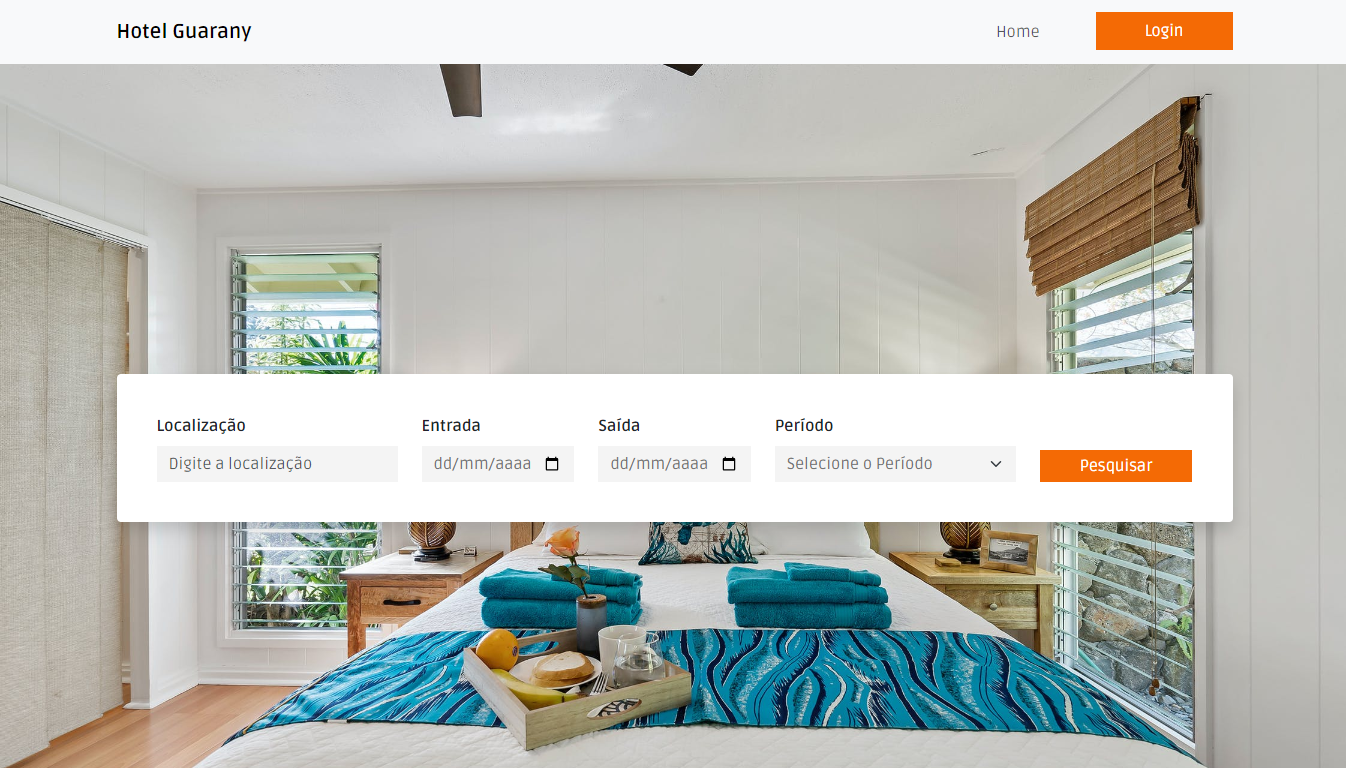 Hotel Guarany
Home
Login
Localização
Entrada
Saída
Período
Digite a localização
dd/mm/aaaa
dd/mm/aaaa
Selecione o Período
Pesquisar